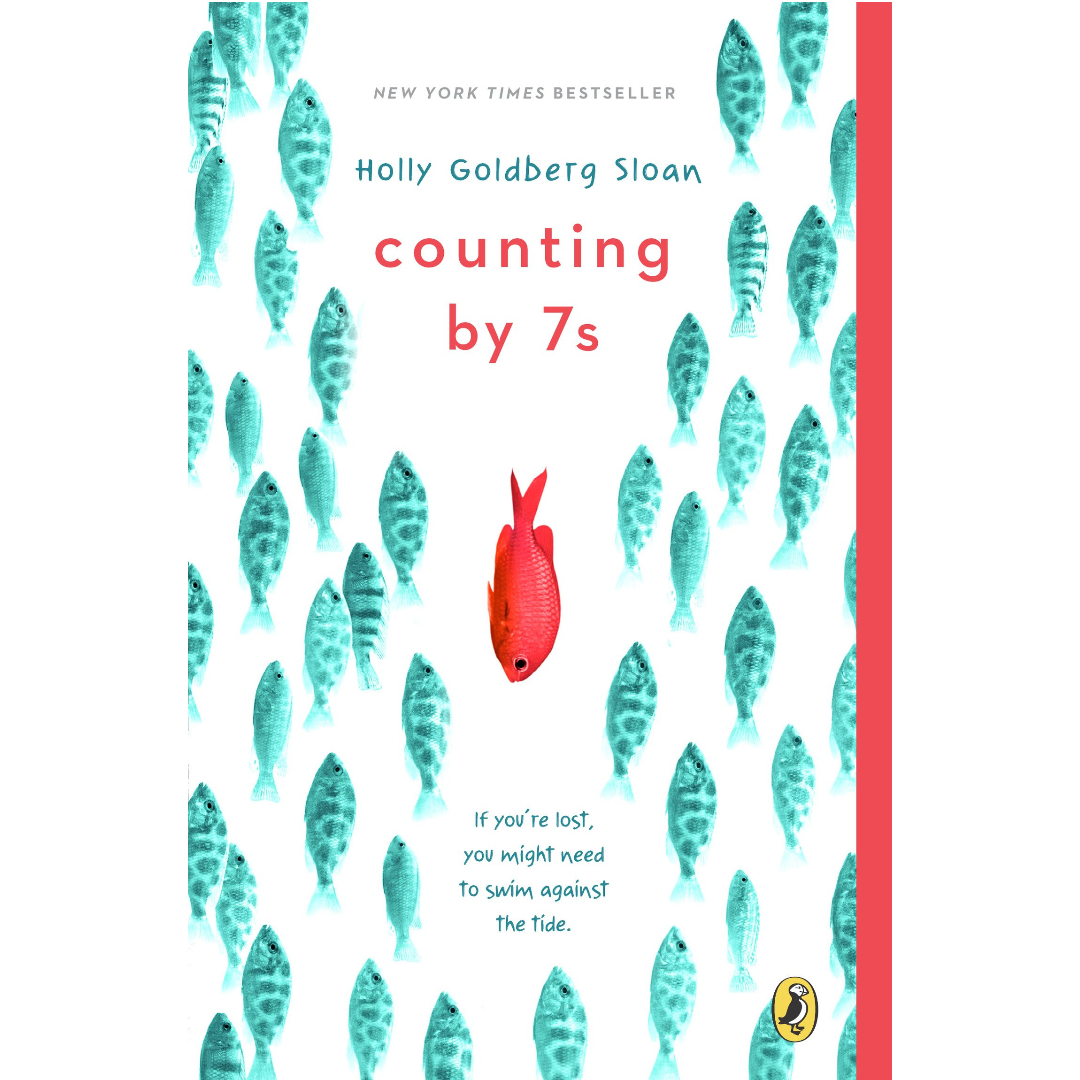 NEW YORK TIMES BESTSELLER
Holly Goldberg Sloan
counting
by 7s
If you're lost,
you might need
to swim against
the tide.